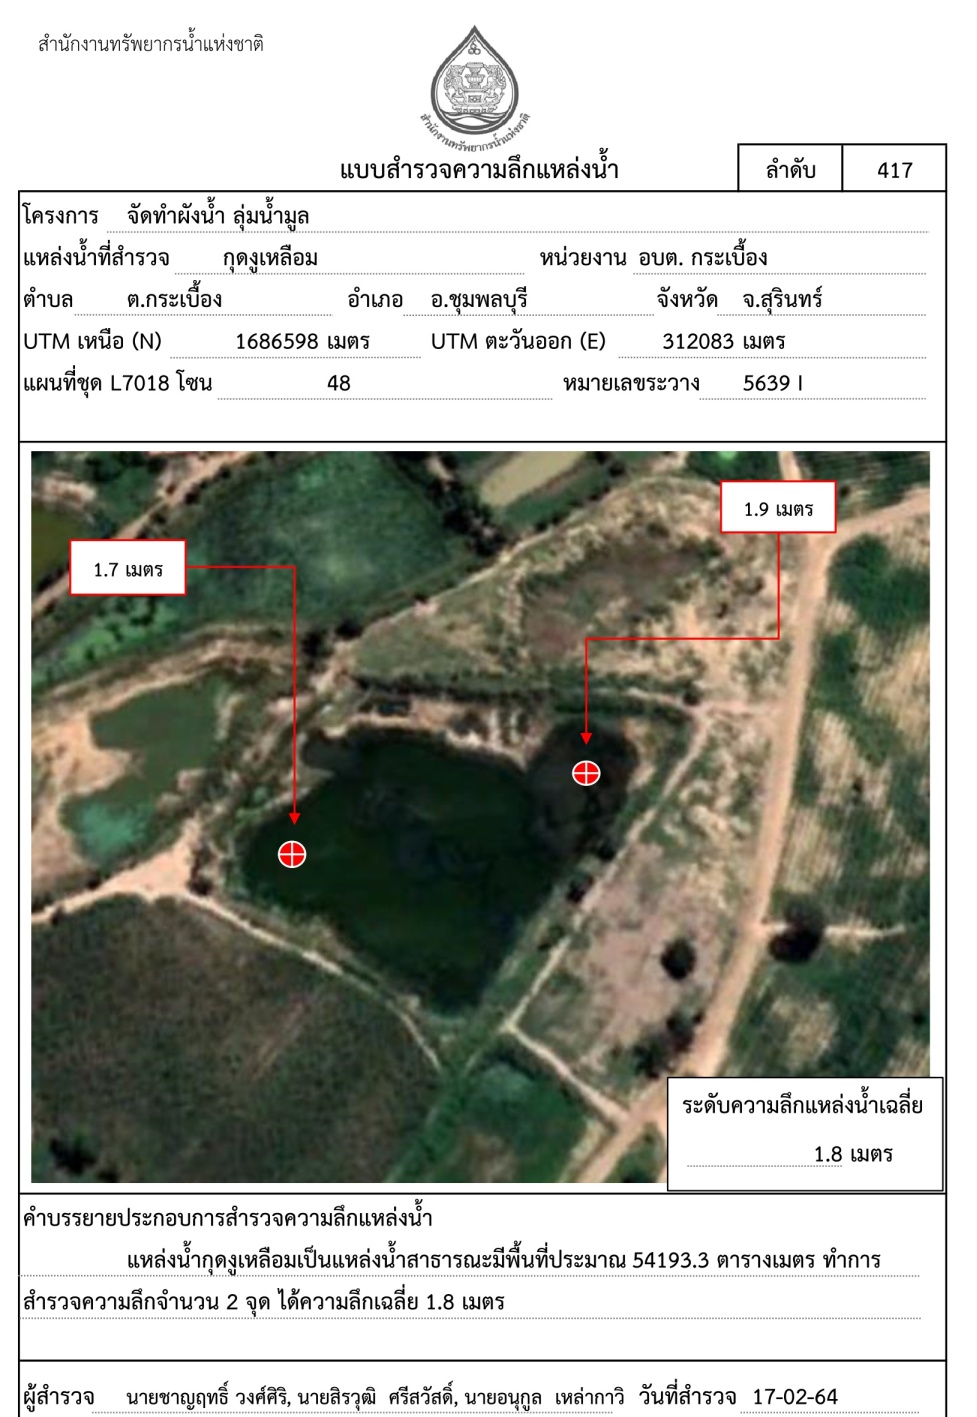 สำนักงานทรัพยากรน้ำแห่งชาติ
สำนักงานทรัพยากรน้ำแห่งชาติ
แบบสำรวจความลึกแหล่งน้ำ ลำดับ 417
โครงการ จัดทำผังน้ำ ลุ่มน้ำมูล
แหล่งน้ำที่สำรวจ กุดงูเหลือม หน่วยงาน อบต. กระเบื้อง
ตำบล ต.กระเบื้อง อำเภอ อ.ชุมพลบุรี จังหวัด จ.สุรินทร์
UTM เหนือ (N) 1686598 เมตร UTM ตะวันออก (E) 312083 เมตร
แผนที่ชุด L7018 โซน 48 หมายเลขระวาง 5639 I
1.9 เมตร
1.7 เมตร
ระดับความลึกแหล่งน้ำเฉลี่ย
1.8 เมตร
คำบรรยายประกอบการสำรวจความลึกแหล่งน้ำ
แหล่งน้ำกุดงูเหลือมเป็นแหล่งน้ำสาธารณะมีพื้นที่ประมาณ 54193.3 ตารางเมตร ทำการ
สำรวจความลึกจำนวน 2 จุด ได้ความลึกเฉลี่ย 1.8 เมตร
ผู้สำรวจ นายชาญฤทธิ์ วงศ์ศิริ, นายสิรวุฒิ ศรีสวัสดิ์, นายอนุกูล เหล่ากาวิ วันที่สำรวจ 17-02-64